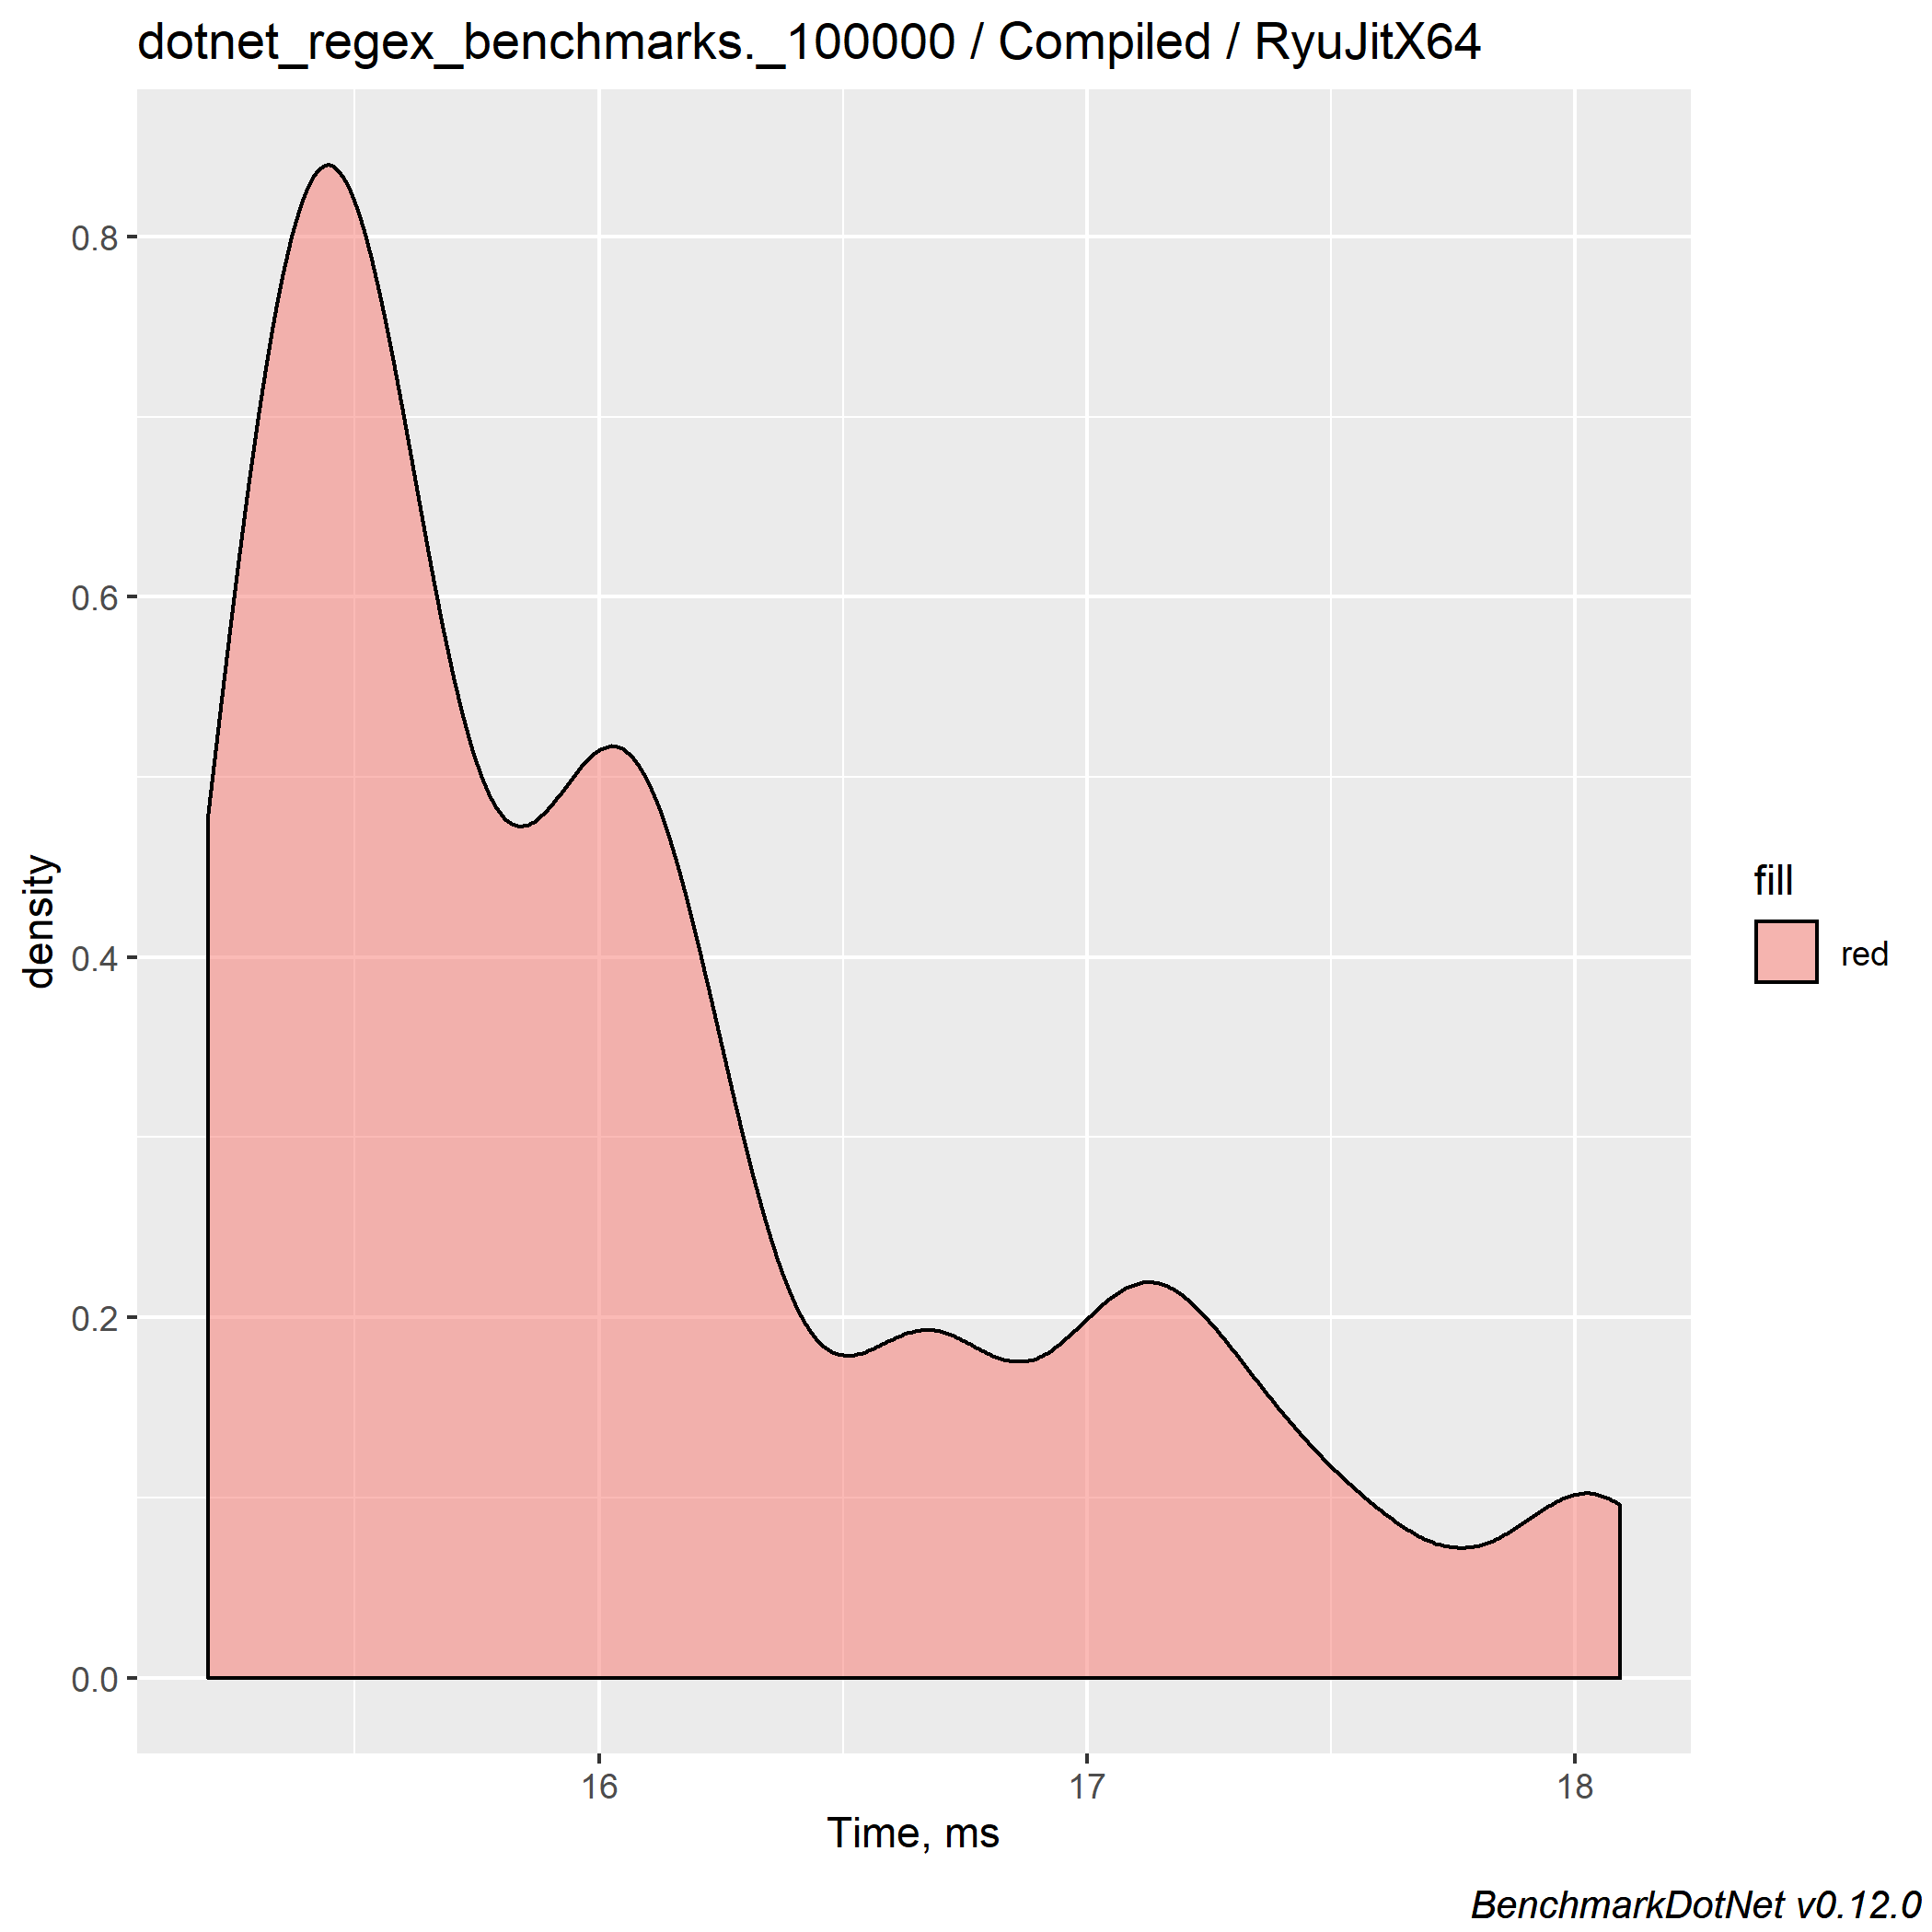 dotnet_regex_benchmarks._100000 / Compiled / RyuJitX64
0.8
0.6
0.4
0.2
0.0
density
16 17 18
Time, ms
fill
red
BenchmarkDotNet v0.12.0